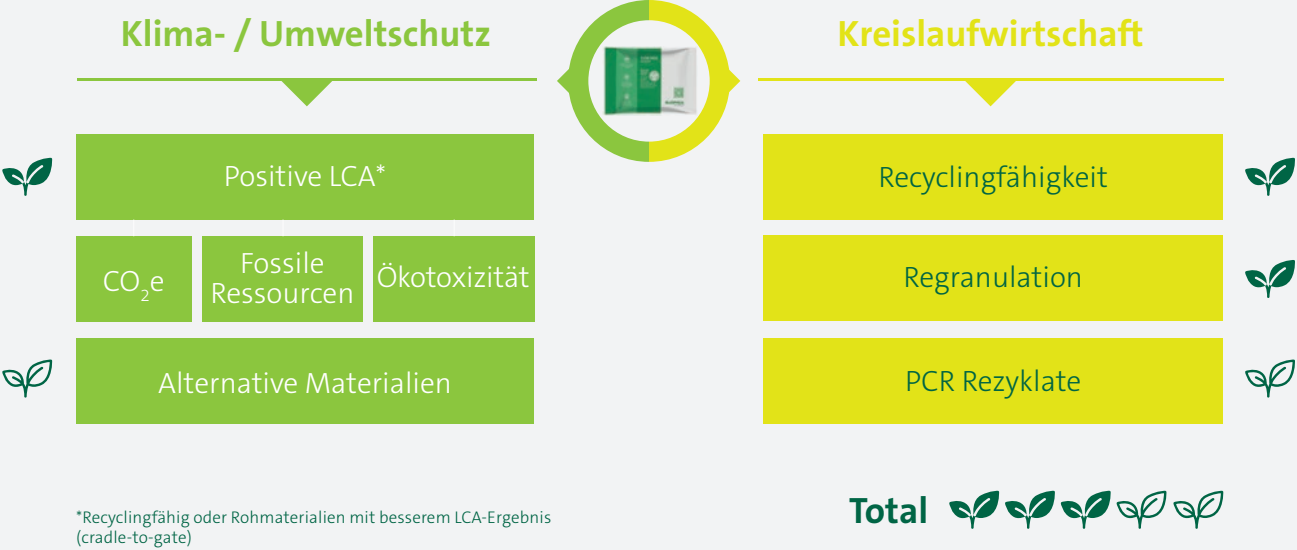 Klima- / Umweltschutz
Positive LCA*
CO2e
Fossile
Ressourcen
Ökotoxizität
Alternative Materialien
*Recyclingfähig oder Rohmaterialien mit besserem LCA-Ergebnis
(cradle-to-gate)
Kreislaufwirtschaft
Recyclingfähigkeit
Regranulation
PCR Rezyklate
Total